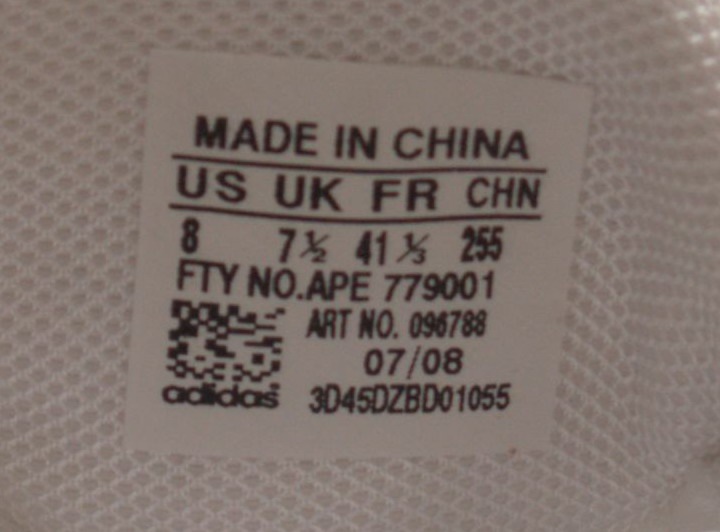 MADE IN CHINA
US UK FR CHN
8 7½ 41⅓ 255
FTY NO.APE 779001
ART NO. 096788
07/08
adidas 3D45DZBD01055